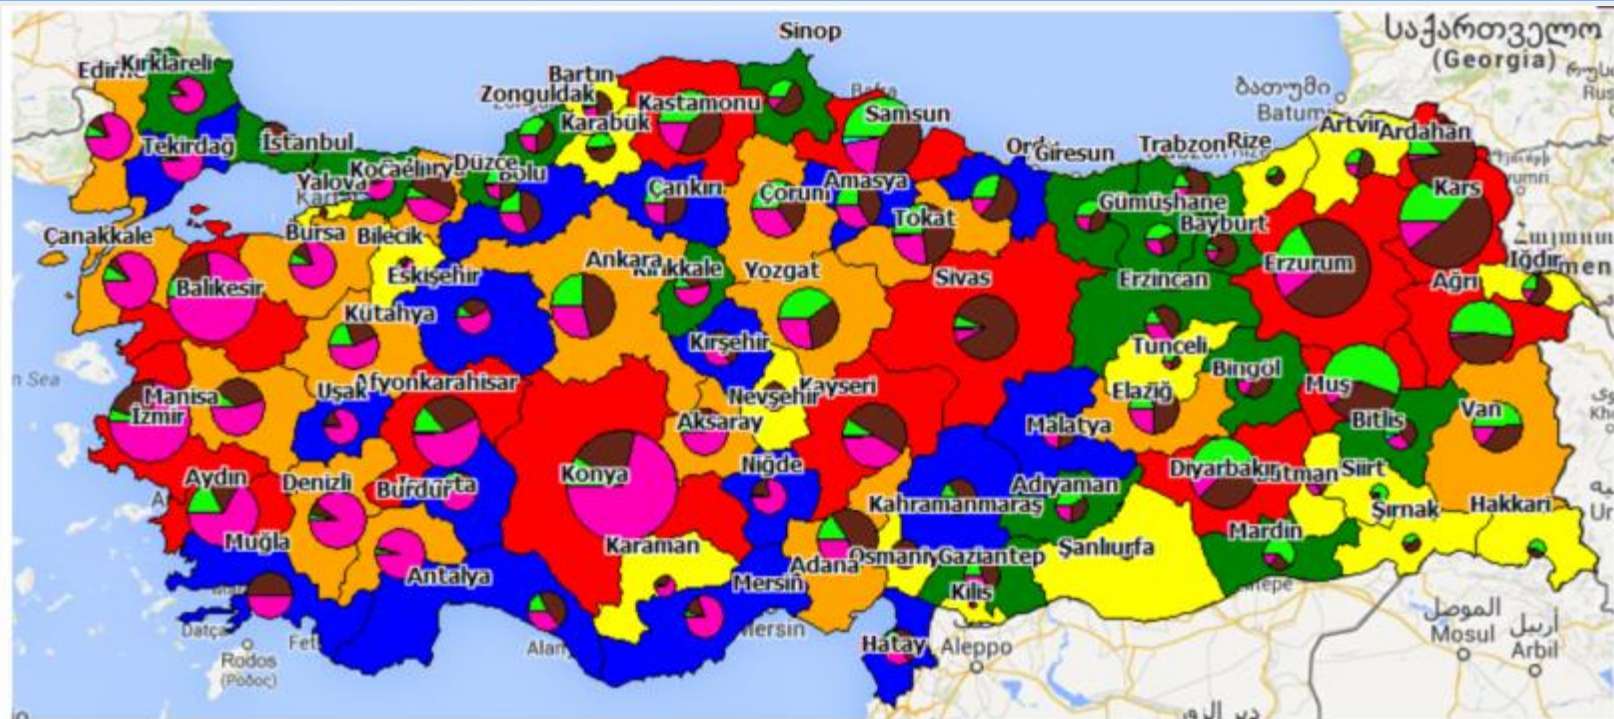 Sinop
საქართველო
(Georgia)
Kırklareli
Bartın
Zonguldak
ბათუმი
Kastamonu
Samsun
Karabük
Artvin
Ardahan
İstanbul
Tekirdağ
Trabzon
Rize
Giresun
Düzce
Bolu
Yalova
Çankırı
Çorum
Amasya
Kars
Gümüşhane
Tokat
Bayburt
Çanakkale
Bursa
Bilecik
Ankara
Kırıkkale
Yozgat
Erzurum
Iğdır
Eskişehir
Sivas
Erzincan
Ağrı
Balıkesir
Kütahya
Kırşehir
Tunceli
Bingöl
Muş
Afyonkarahisar
Kayseri
Uşak
Manisa
Nevşehir
Elazığ
Van
İzmir
Aksaray
Malatya
Bitlis
Konya
Niğde
Diyarbakır
Siirt
Aydın
Denizli
Burdur
Adıyaman
Kahramanmaraş
Şırnak
Hakkari
Mardin
Muğla
Karaman
Şanlıurfa
Adana
Gaziantep
Antalya
Mersin
Kilis
Datça
Hatay
Aleppo
Rodos
(Ρόδος)
الموصل
Mosul
أربيل
Arbil
دير الزور